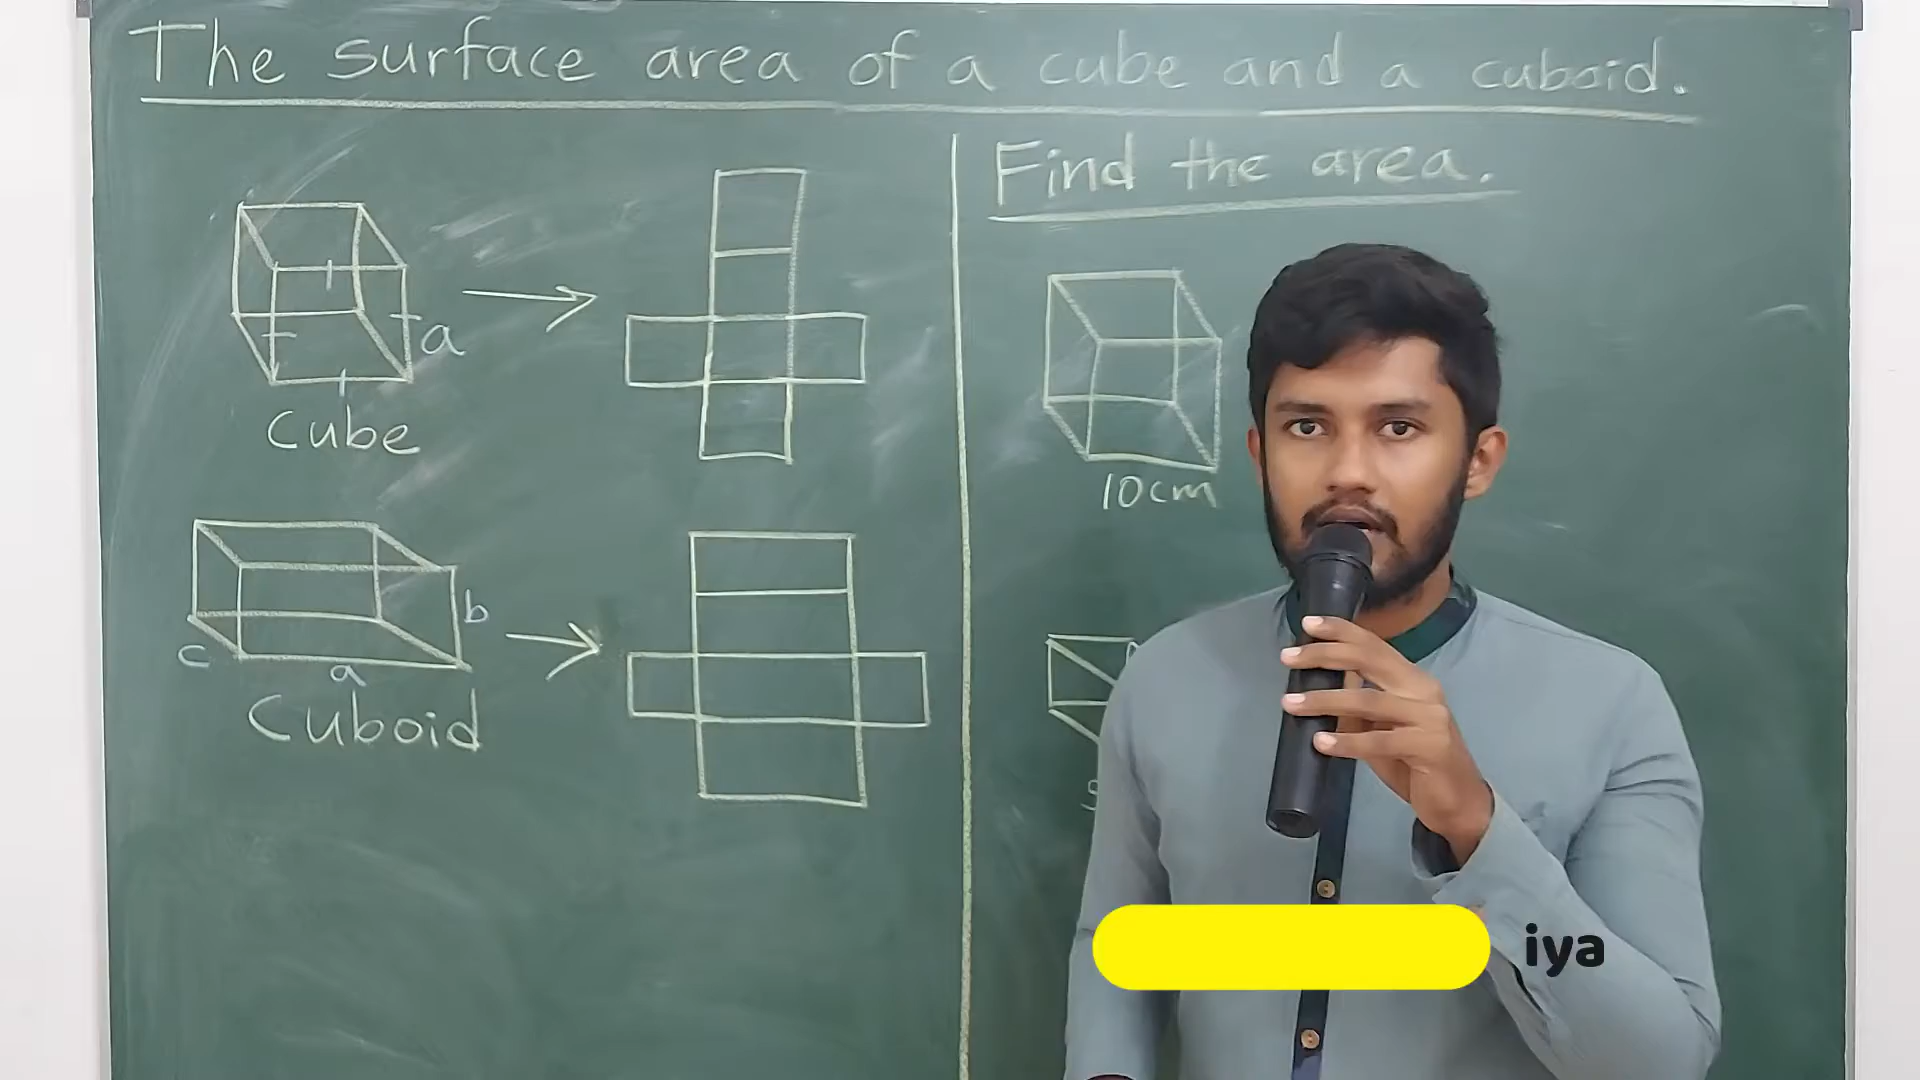 The surface area of a cube and a cuboid.
a
cube
b
c
a
Cuboid
Find the area.
10cm
iya